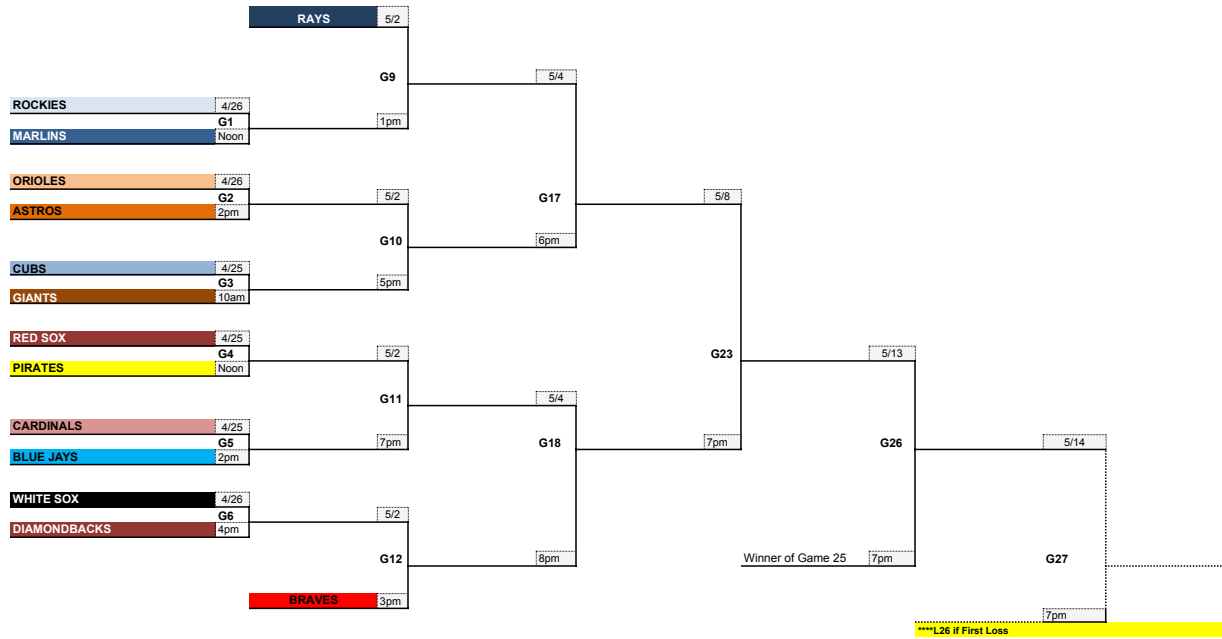 RAYS 5/2
G9 5/4
ROCKIES 4/26
G1 1pm
MARLINS Noon
ORIOLES 4/26
G2 5/2 G17 5/8
ASTROS 2pm
G10 6pm
CUBS 4/25
G3 5pm
GIANTS 10am
RED SOX 4/25
G4 5/2 G23 5/13
PIRATES Noon
G11 5/4
CARDINALS 4/25
G5 7pm G18 7pm G26 5/14
BLUE JAYS 2pm
WHITE SOX 4/26
G6 5/2
DIAMONDBACKS 4pm
G12 8pm Winner of Game 25 7pm G27
BRAVES 3pm
7pm
****L26 if First Loss